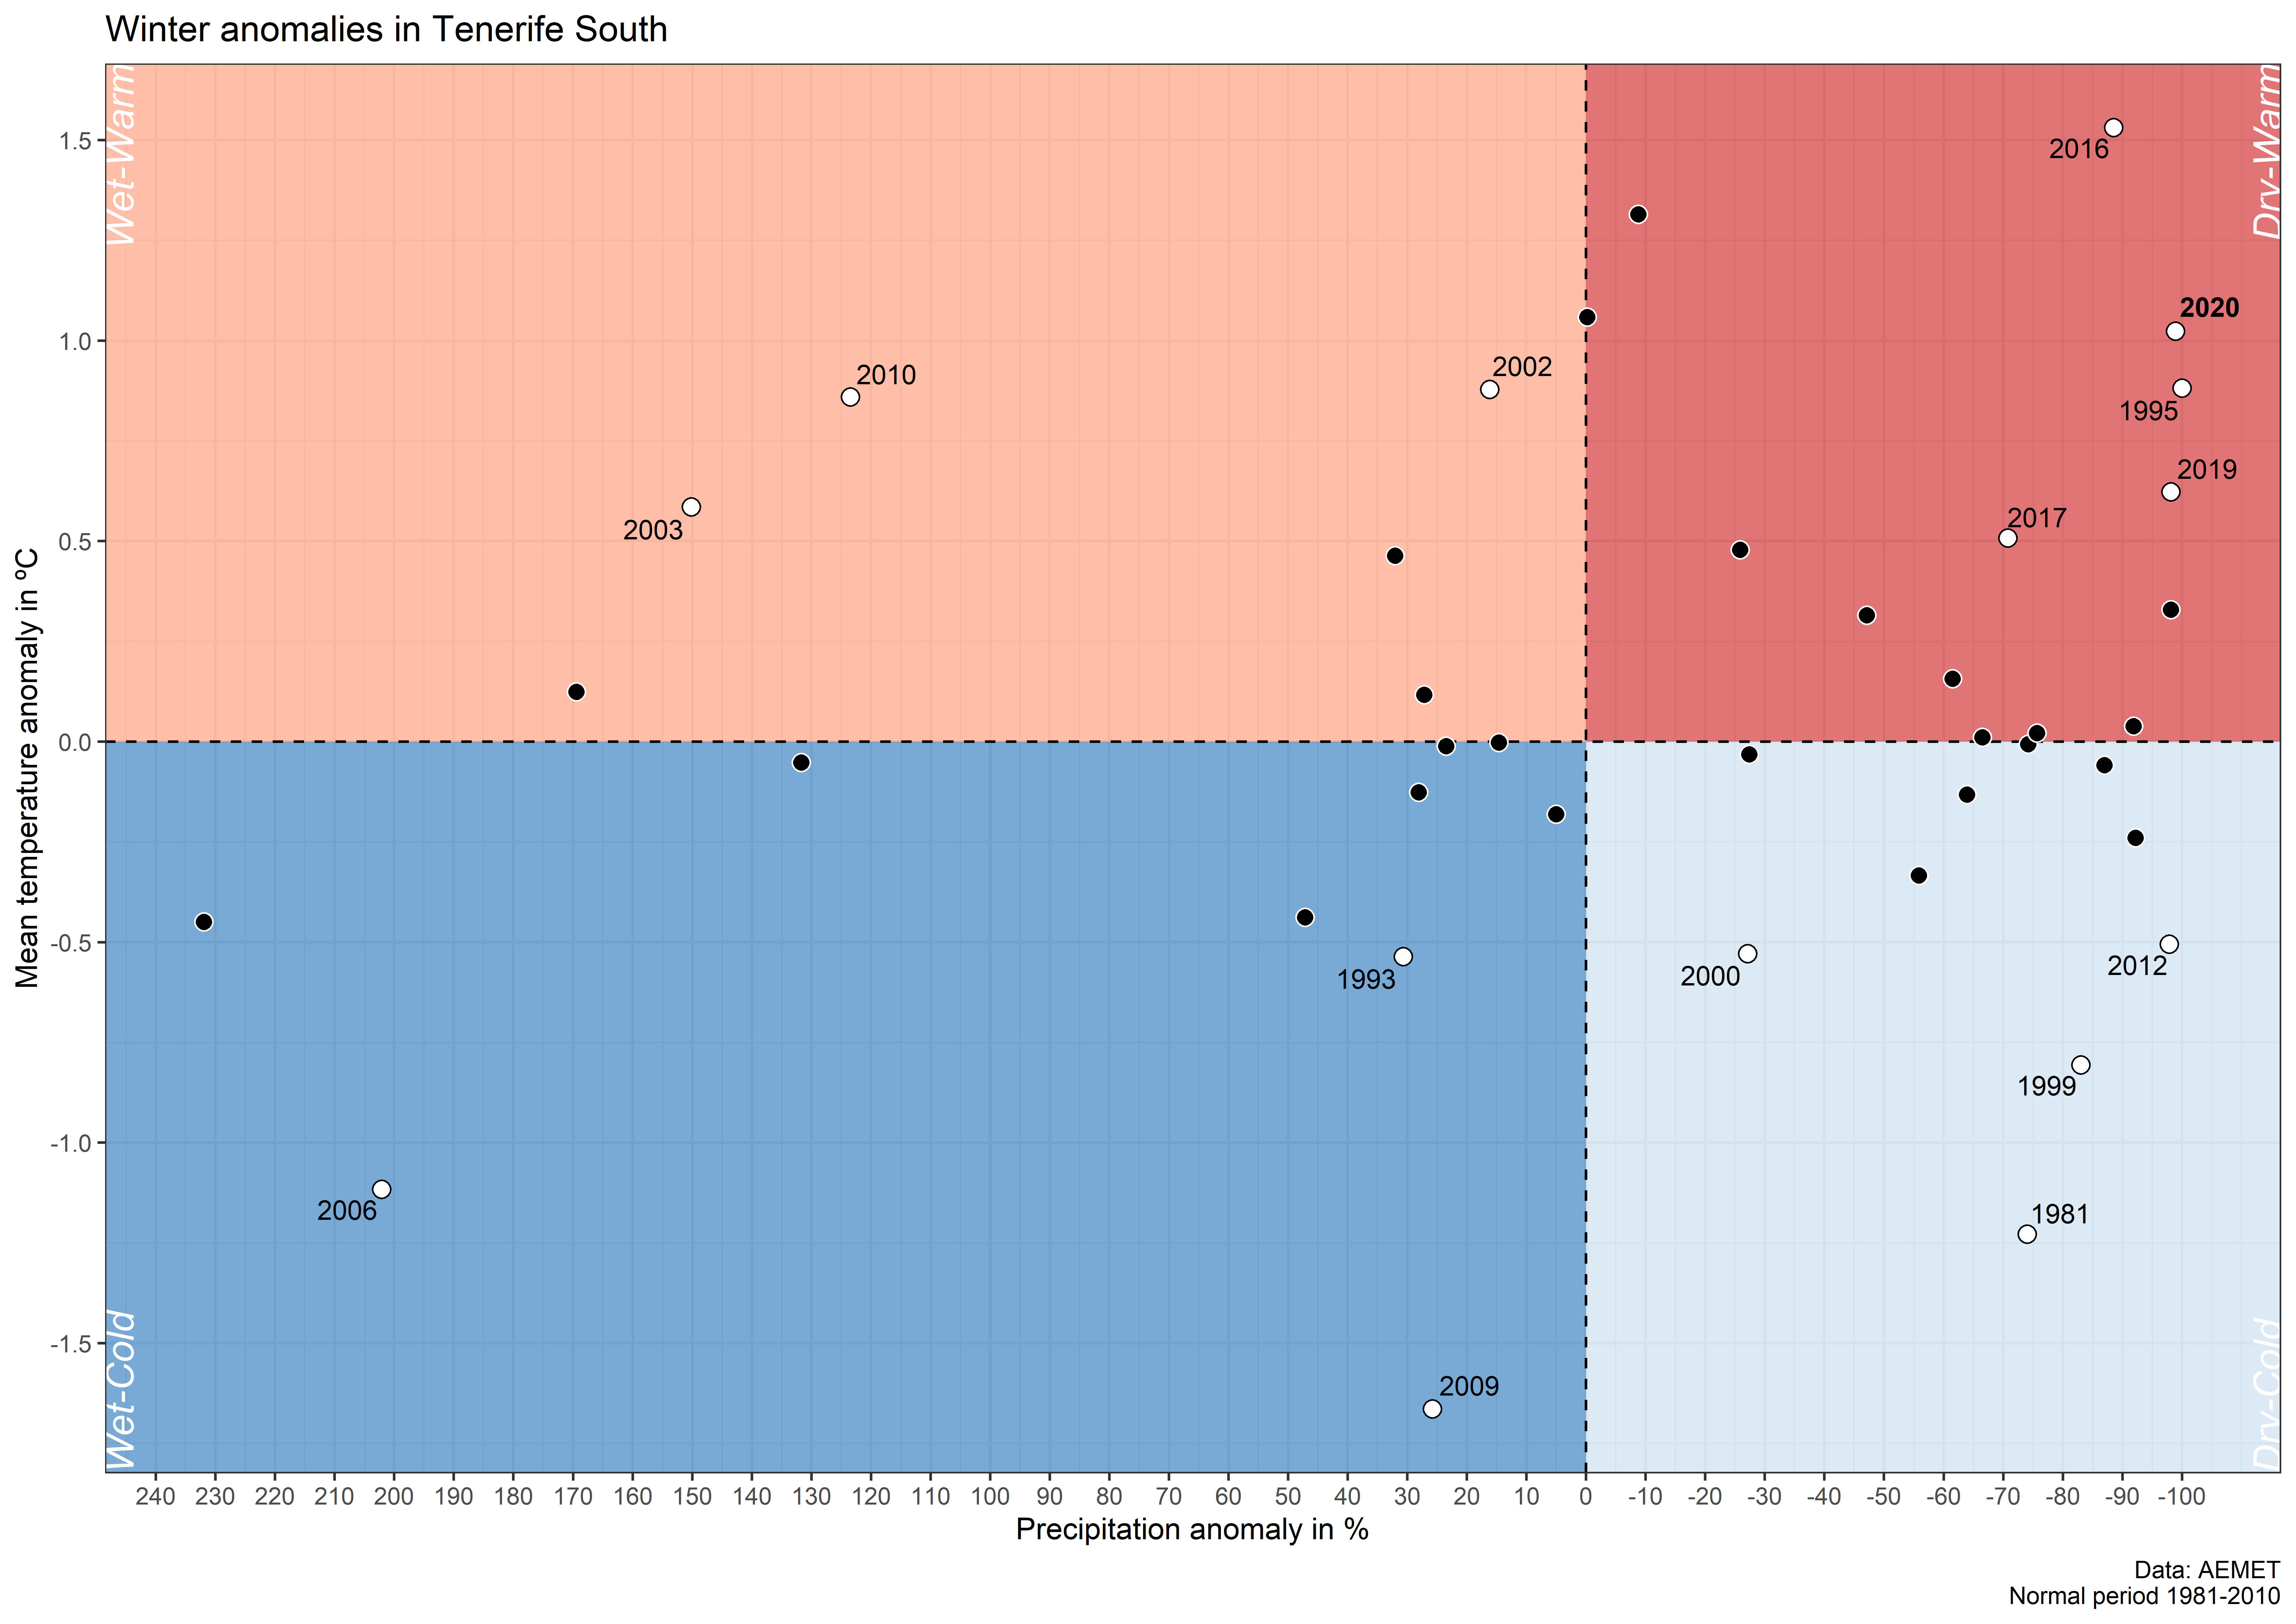 Winter anomalies in Tenerife South
Wet-Warm
Dry-Warm
1.5
2016
2020
1.0
2010
2002
1995
2019
2003
2017
0.5
Mean temperature anomaly in ºC
0.0
-0.5
1993
2000
2012
1999
-1.0
2006
1981
Wet-Cold
Dry-Cold
-1.5
2009
240 230 220 210 200 190 180 170 160 150 140 130 120 110 100 90 80 70 60 50 40 30 20 10 0 -10 -20 -30 -40 -50 -60 -70 -80 -90 -100
Precipitation anomaly in %
Data: AEMET
Normal period 1981-2010